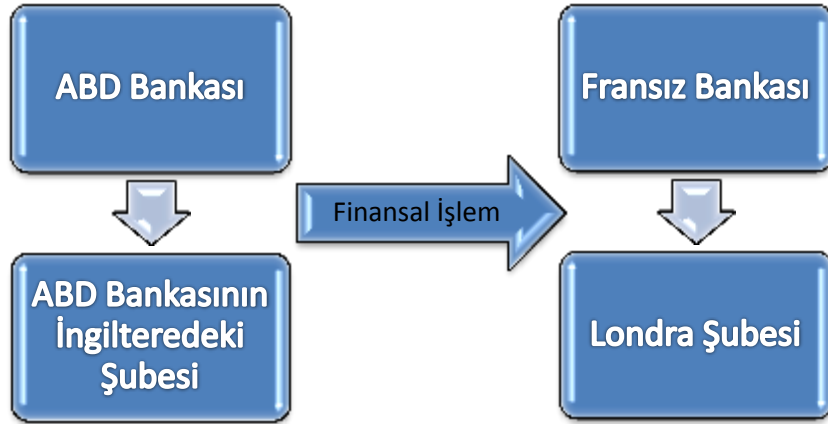 ABD Bankası
Fransız Bankası
Finansal İşlem
ABD Bankasının
İngilteredeki
Şubesi
Londra Şubesi